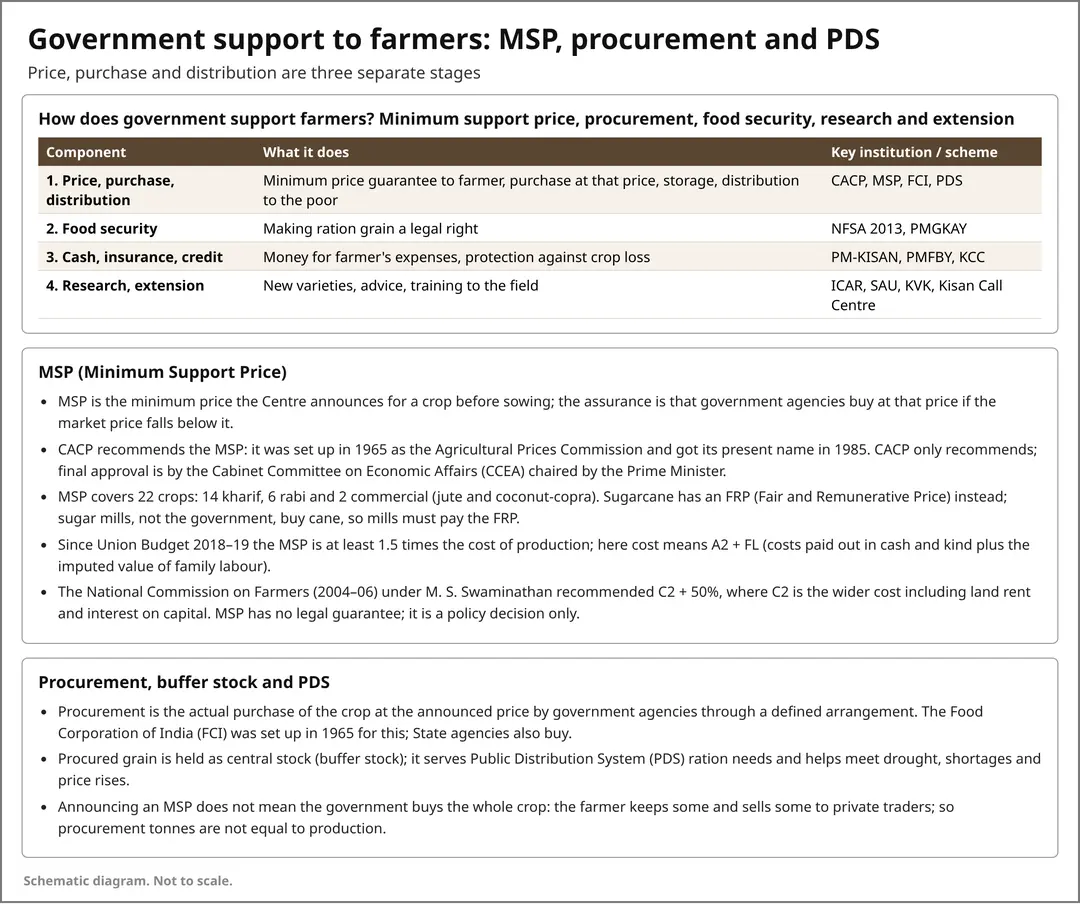 Government support to farmers: MSP, procurement and PDS
Price, purchase and distribution are three separate stages
How does government support farmers? Minimum support price, procurement, food security, research and extension
Component What it does Key institution / scheme
1. Price, purchase, distribution Minimum price guarantee to farmer, purchase at that price, storage, distribution to the poor CACP, MSP, FCI, PDS
2. Food security Making ration grain a legal right NFSA 2013, PMGKAY
3. Cash, insurance, credit Money for farmer's expenses, protection against crop loss PM-KISAN, PMFBY, KCC
4. Research, extension New varieties, advice, training to the field ICAR, SAU, KVK, Kisan Call Centre
MSP (Minimum Support Price)
• MSP is the minimum price the Centre announces for a crop before sowing; the assurance is that government agencies buy at that price if the
market price falls below it.
• CACP recommends the MSP: it was set up in 1965 as the Agricultural Prices Commission and got its present name in 1985. CACP only recommends;
final approval is by the Cabinet Committee on Economic Affairs (CCEA) chaired by the Prime Minister.
• MSP covers 22 crops: 14 kharif, 6 rabi and 2 commercial (jute and coconut-copra). Sugarcane has an FRP (Fair and Remunerative Price) instead;
sugar mills, not the government, buy cane, so mills must pay the FRP.
• Since Union Budget 2018–19 the MSP is at least 1.5 times the cost of production; here cost means A2 + FL (costs paid out in cash and kind plus the
imputed value of family labour).
• The National Commission on Farmers (2004–06) under M. S. Swaminathan recommended C2 + 50%, where C2 is the wider cost including land rent
and interest on capital. MSP has no legal guarantee; it is a policy decision only.
Procurement, buffer stock and PDS
• Procurement is the actual purchase of the crop at the announced price by government agencies through a defined arrangement. The Food
Corporation of India (FCI) was set up in 1965 for this; State agencies also buy.
• Procured grain is held as central stock (buffer stock); it serves Public Distribution System (PDS) ration needs and helps meet drought, shortages and
price rises.
• Announcing an MSP does not mean the government buys the whole crop: the farmer keeps some and sells some to private traders; so
procurement tonnes are not equal to production.
Schematic diagram. Not to scale.